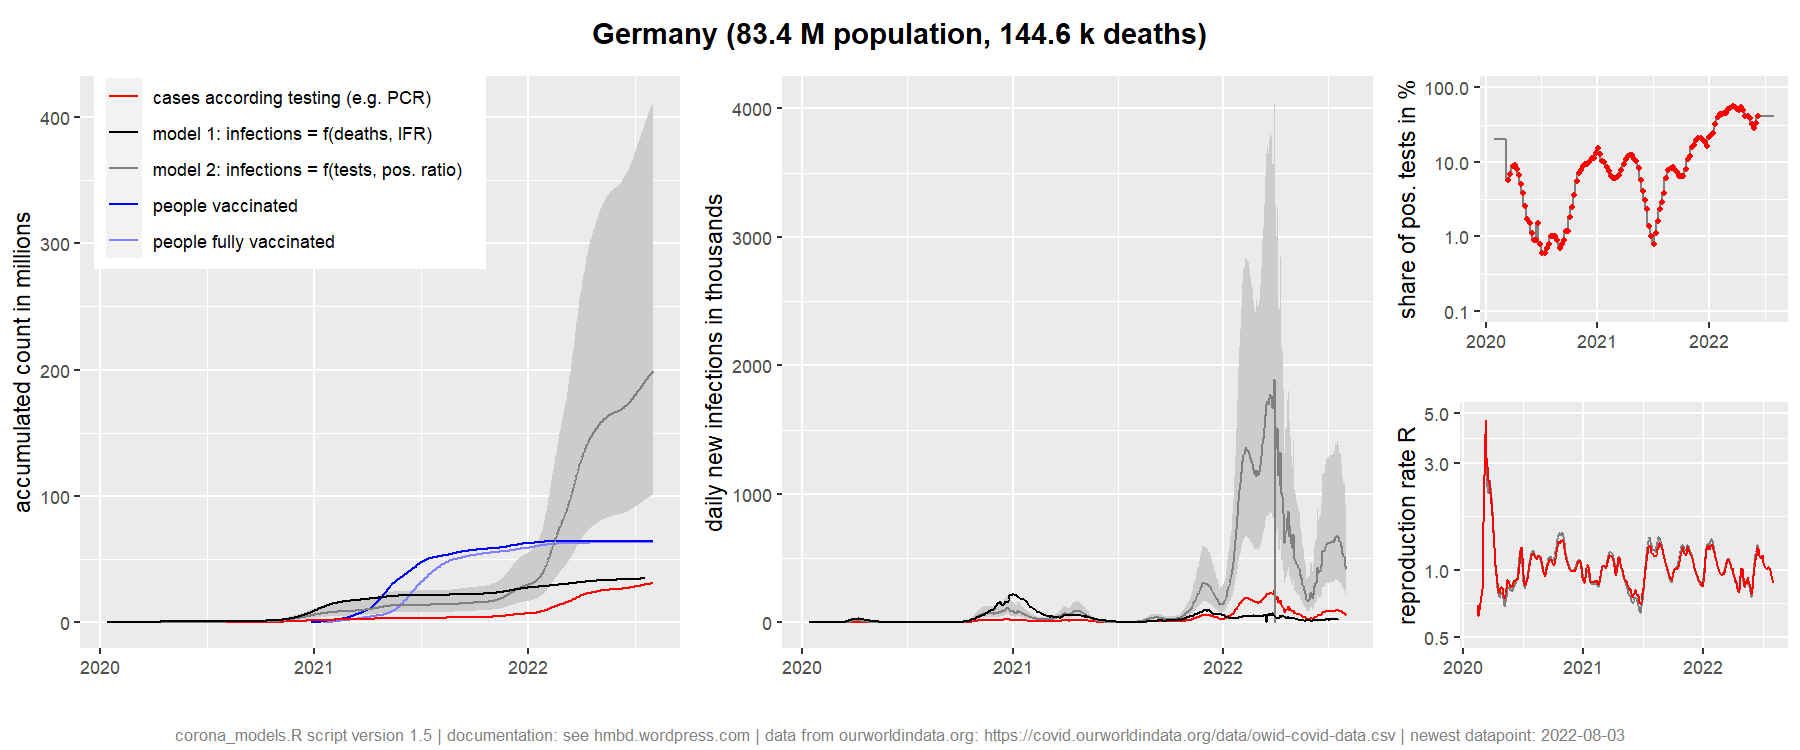 Germany (83.4 M population, 144.6 k deaths)
accumulated count in millions
400
300
200
100
0
2020
2021
2022
cases according testing (e.g. PCR)
model 1: infections = f(deaths, IFR)
model 2: infections = f(tests, pos. ratio)
people vaccinated
people fully vaccinated
daily new infections in thousands
4000
3000
2000
1000
0
2020
2021
2022
share of pos. tests in %
100.0
10.0
1.0
0.1
2020
2021
2022
reproduction rate R
5.0
3.0
1.0
0.5
2020
2021
2022
corona_models.R script version 1.5 | documentation: see hmbd.wordpress.com | data from ourworldindata.org: https://covid.ourworldindata.org/data/owid-covid-data.csv | newest datapoint: 2022-08-03